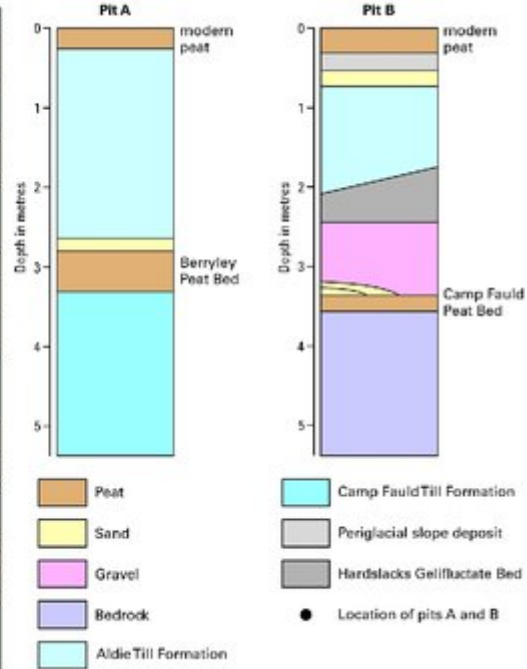 Pit A
0
modern
peat
1
2
3
4
5
Depth in metres
Berryley
Peat Bed
Pit B
0
modern
peat
1
2
3
4
5
Depth in metres
Camp Fauld
Peat Bed
Peat
Sand
Gravel
Bedrock
Aldie Till Formation
Camp Fauld Till Formation
Periglacial slope deposit
Hardslacks Gelifluctate Bed
Location of pits A and B